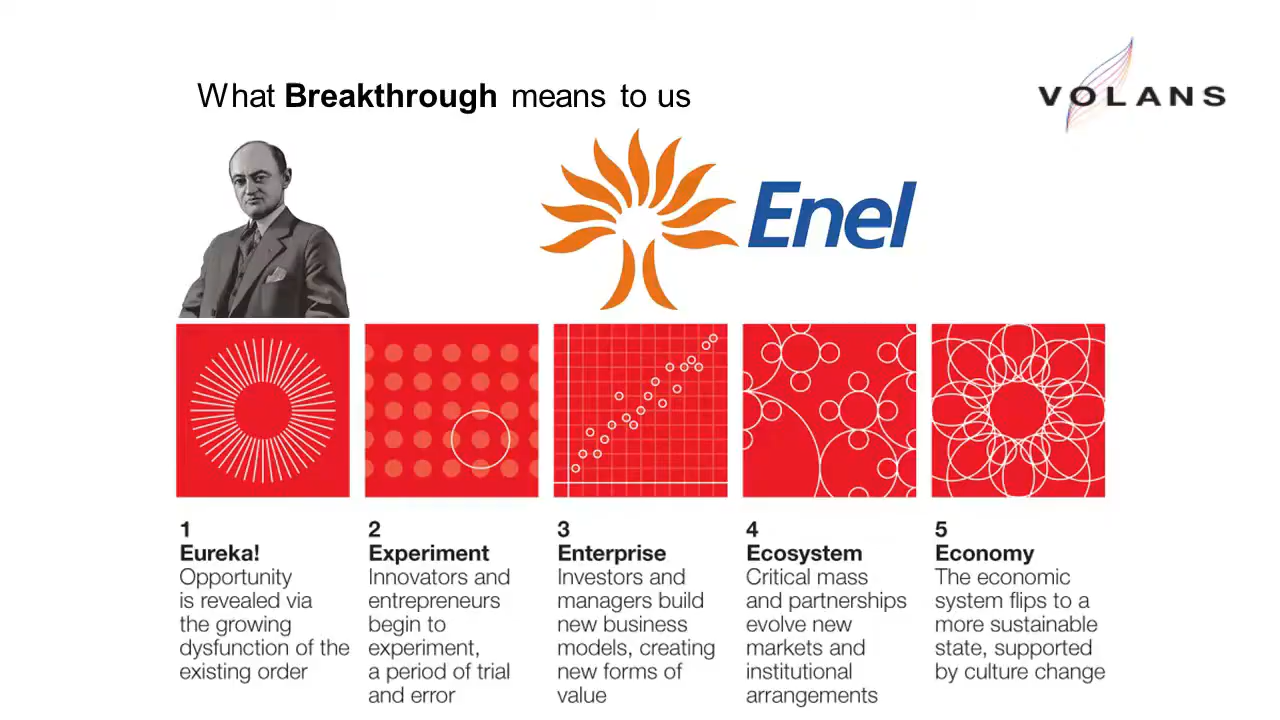 What Breakthrough means to us
VOLANS
Enel
1
Eureka!
Opportunity
is revealed via
the growing
dysfunction of the
existing order
2
Experiment
Innovators and
entrepreneurs
begin to
experiment,
a period of trial
and error
3
Enterprise
Investors and
managers build
new business
models, creating
new forms of
value
4
Ecosystem
Critical mass
and partnerships
evolve new
markets and
institutional
arrangements
5
Economy
The economic
system flips to a
more sustainable
state, supported
by culture change